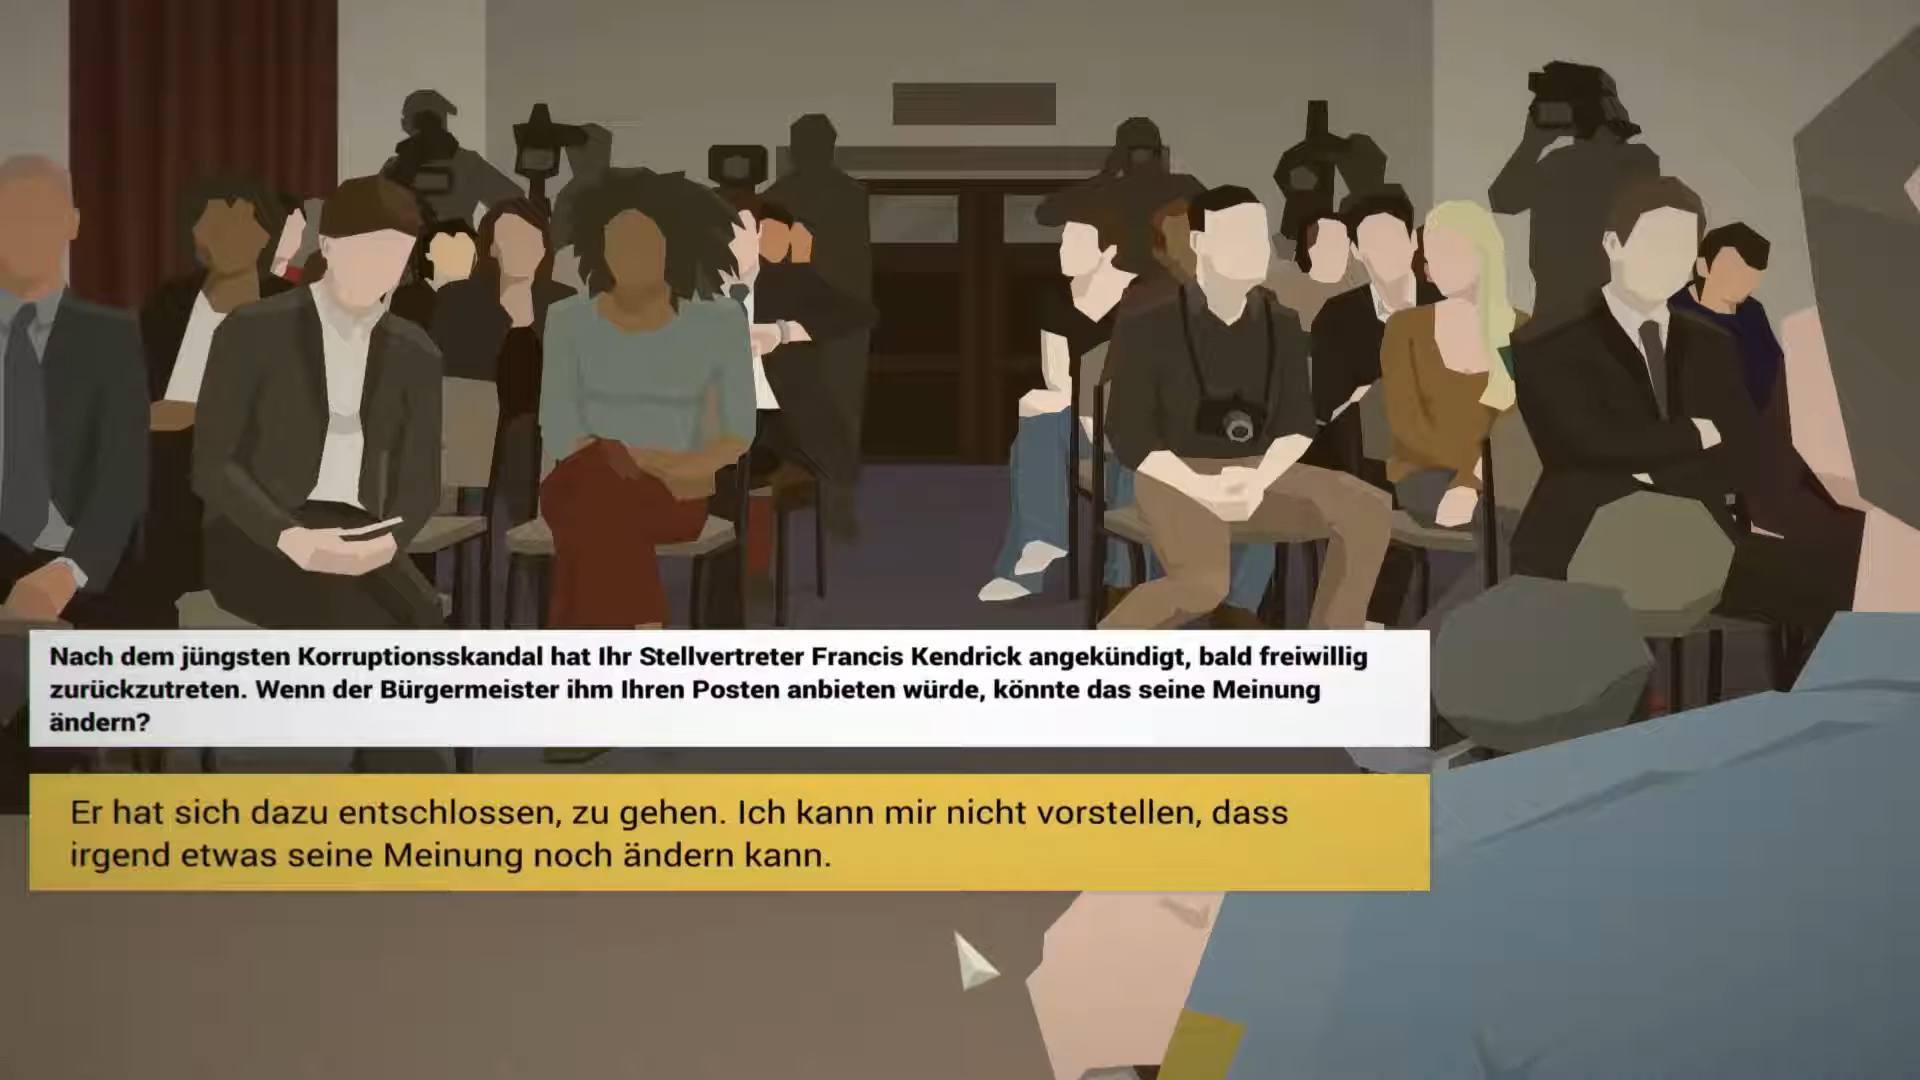 Nach dem jüngsten Korruptionsskandal hat Ihr Stellvertreter Francis Kendrick angekündigt, bald freiwillig
zurückzutreten. Wenn der Bürgermeister ihm Ihren Posten anbieten würde, könnte das seine Meinung
ändern?
Er hat sich dazu entschlossen, zu gehen. Ich kann mir nicht vorstellen, dass
irgend etwas seine Meinung noch ändern kann.